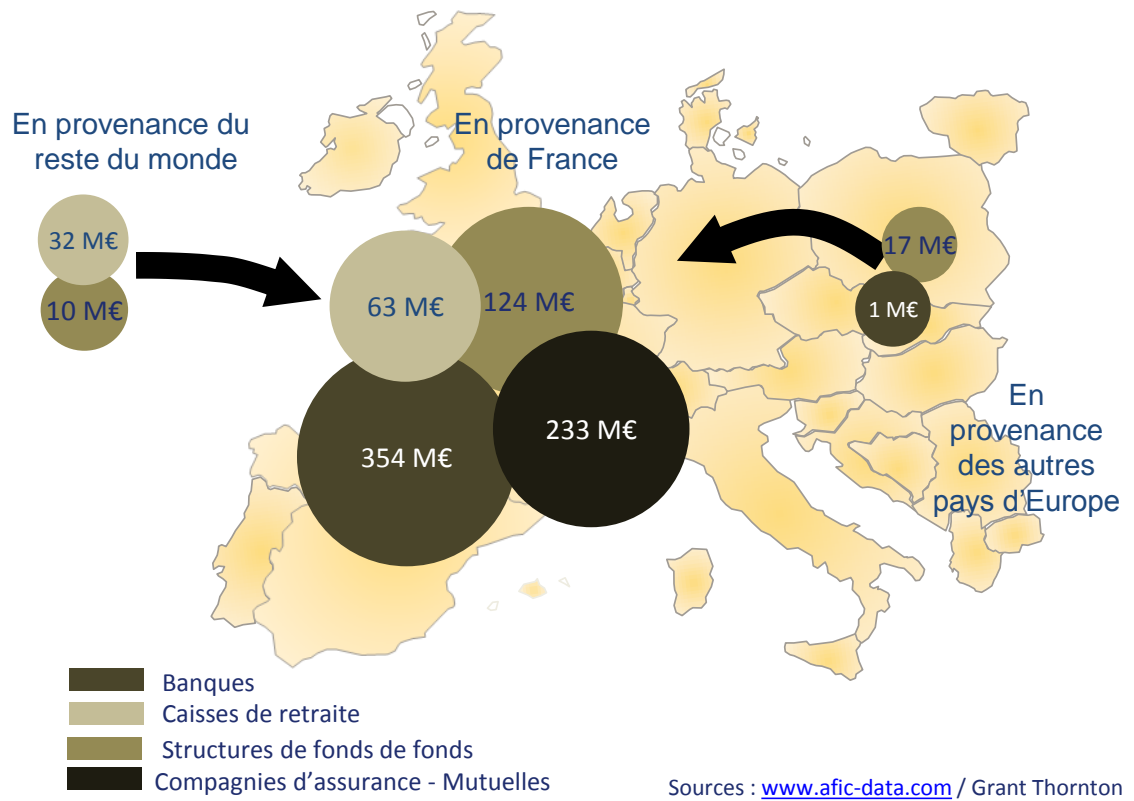 En provenance du
reste du monde
32 M€
10 M€
En provenance
de France
63 M€
124 M€
354 M€
233 M€
17 M€
1 M€
En
provenance
des autres
pays d’Europe
Banques
Caisses de retraite
Structures de fonds de fonds
Compagnies d’assurance - Mutuelles
Sources : www.afic-data.com / Grant Thornton